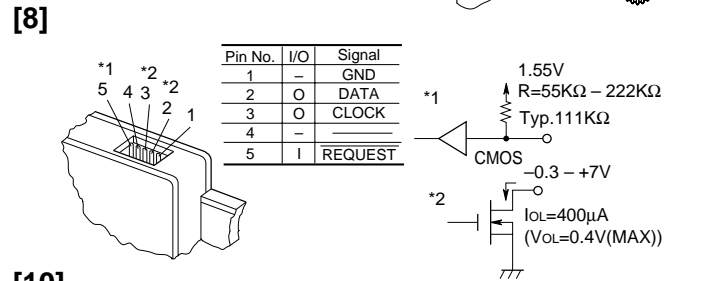 [8]
Pin No. I/O Signal
1 – GND
2 O DATA
3 O CLOCK
4 – ———
5 I REQUEST
*1 *2 *2
5 4 3 2 1
*1
1.55V
R=55KΩ – 222KΩ
Typ.111KΩ
CMOS
*2
–0.3 – +7V
IOL=400μA
(VOL=0.4V(MAX))